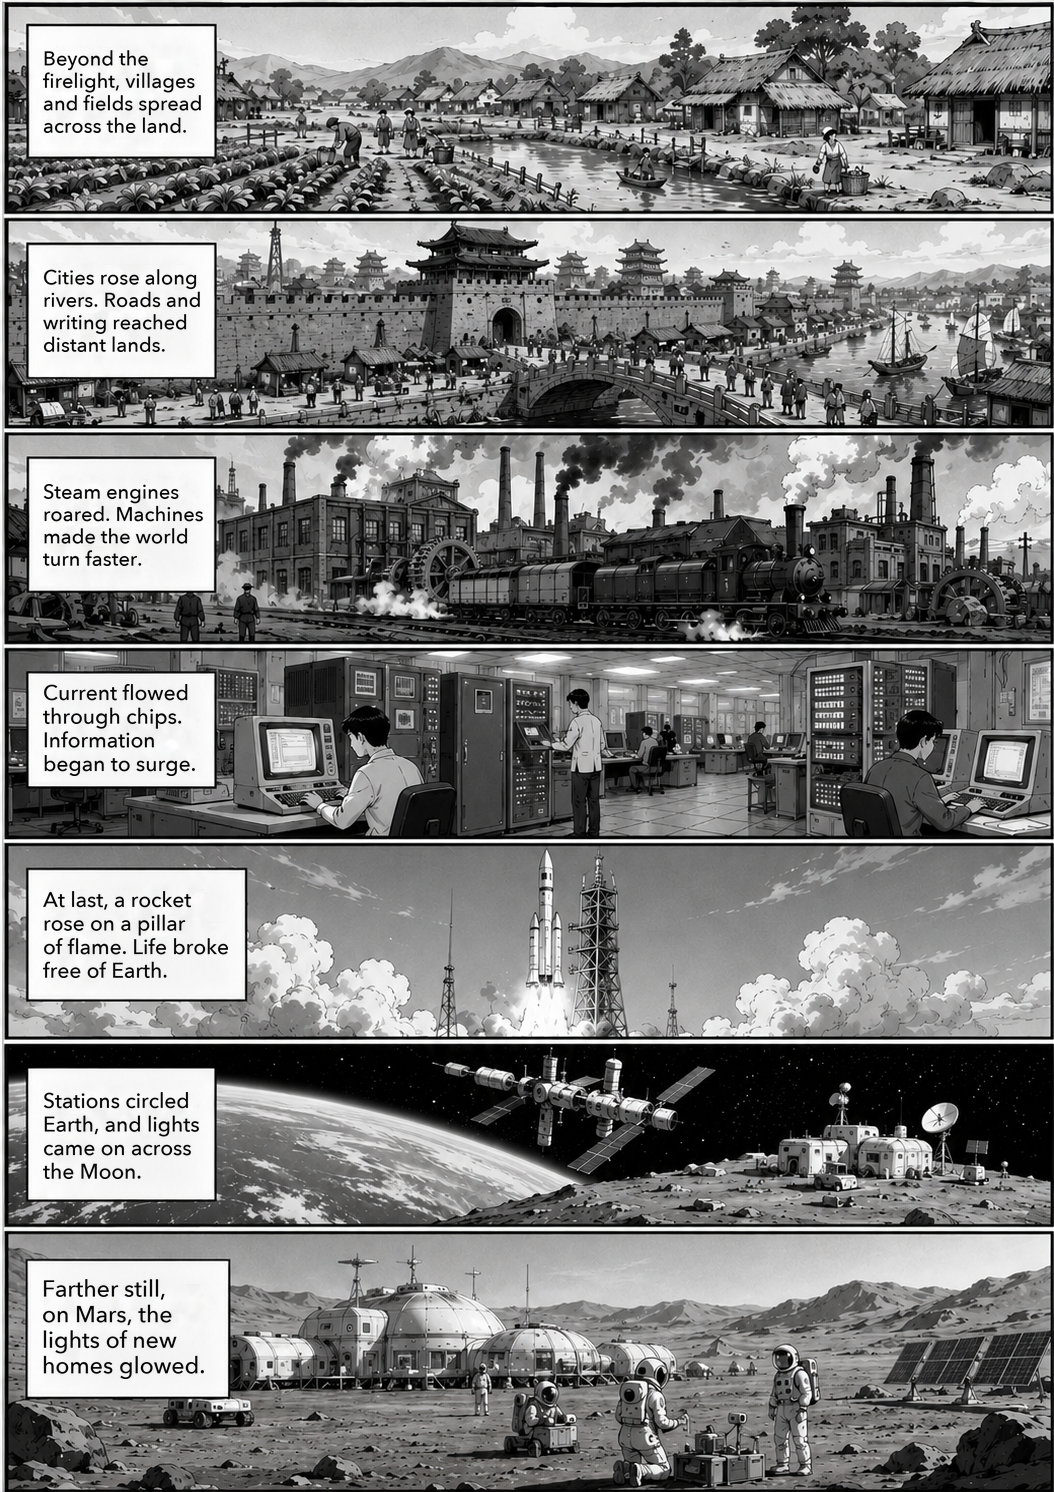 Beyond the
firelight, villages
and fields spread
across the land.
Cities rose along
rivers. Roads and
writing reached
distant lands.
Steam engines
roared. Machines
made the world
turn faster.
Current flowed
through chips.
Information
began to surge.
At last, a rocket
rose on a pillar
of flame. Life broke
free of Earth.
Stations circled
Earth, and lights
came on across
the Moon.
Farther still,
on Mars, the
lights of new
homes glowed.